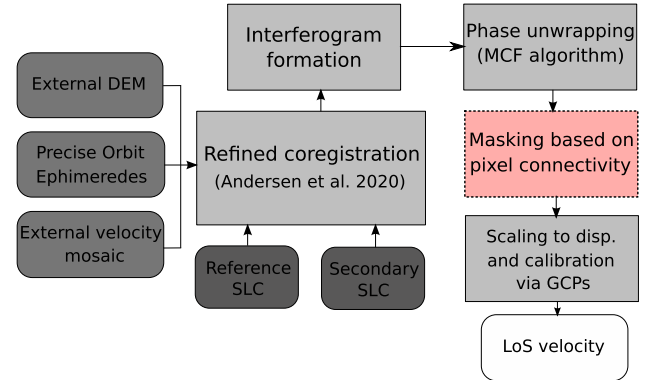 Interferogram
formation
Phase unwrapping
(MCF algorithm)
External DEM
Precise Orbit
Ephimeredes
External velocity
mosaic
Refined coregistration
(Andersen et al. 2020)
Reference
SLC
Secondary
SLC
Masking based on
pixel connectivity
Scaling to disp.
and calibration
via GCPs
LoS velocity